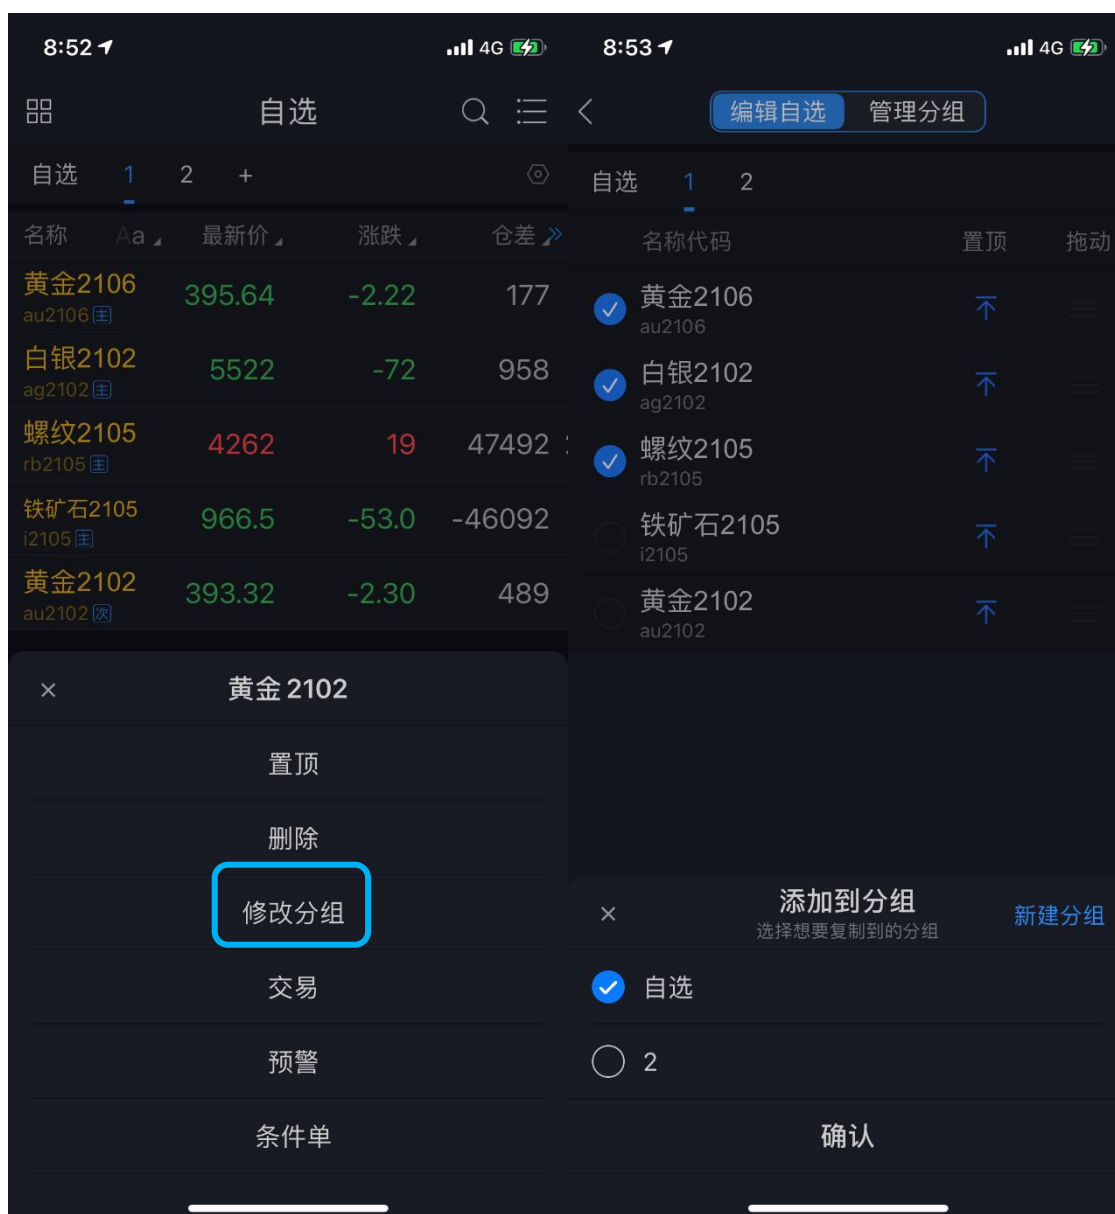 8:52
4G
自选
自选 1 2 +
名称 Aa 最新价 涨跌 仓差
黄金2106 395.64 -2.22 177
au2106 主
白银2102 5522 -72 958
ag2102 主
螺纹2105 4262 19 47492
rb2105 主
铁矿石2105 966.5 -53.0 -46092
i2105 主
黄金2102 393.32 -2.30 489
au2102 次
× 黄金 2102
置顶
删除
修改分组
交易
预警
条件单
8:53
4G
编辑自选 管理分组
自选 1 2
名称代码 置顶 拖动
黄金2106
au2106
白银2102
ag2102
螺纹2105
rb2105
铁矿石2105
i2105
黄金2102
au2102
× 添加到分组 新建分组
选择想要复制到的分组
自选
2
确认